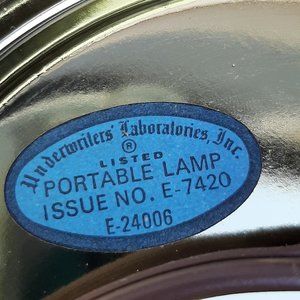 Underwriters' Laboratories, Inc.
®
LISTED
PORTABLE LAMP
ISSUE NO. E-7420
E-24006